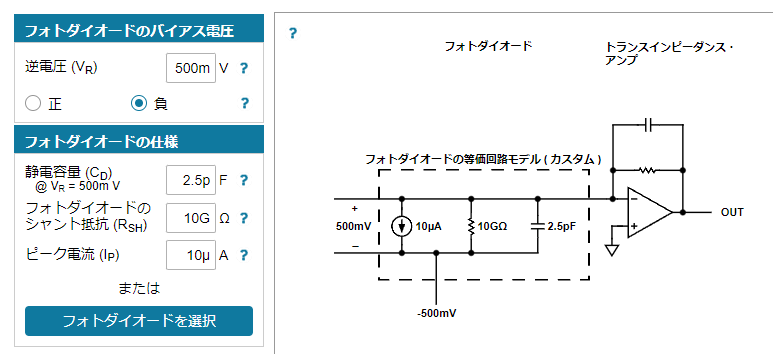 フォトダイオードのバイアス電圧
逆電圧 (VR)
500m V ?
正
負 ?
フォトダイオードの仕様
静電容量 (CD)
@ VR = 500m V
2.5p F ?
フォトダイオードの
シャント抵抗 (RSH)
10G Ω ?
ピーク電流 (IP)
10µ A ?
または
フォトダイオードを選択
?
フォトダイオード
トランスインピーダンス・
アンプ
フォトダイオードの等価回路モデル ( カスタム )
+
500mV
−
10µA
10GΩ
2.5pF
-500mV
−
+
OUT